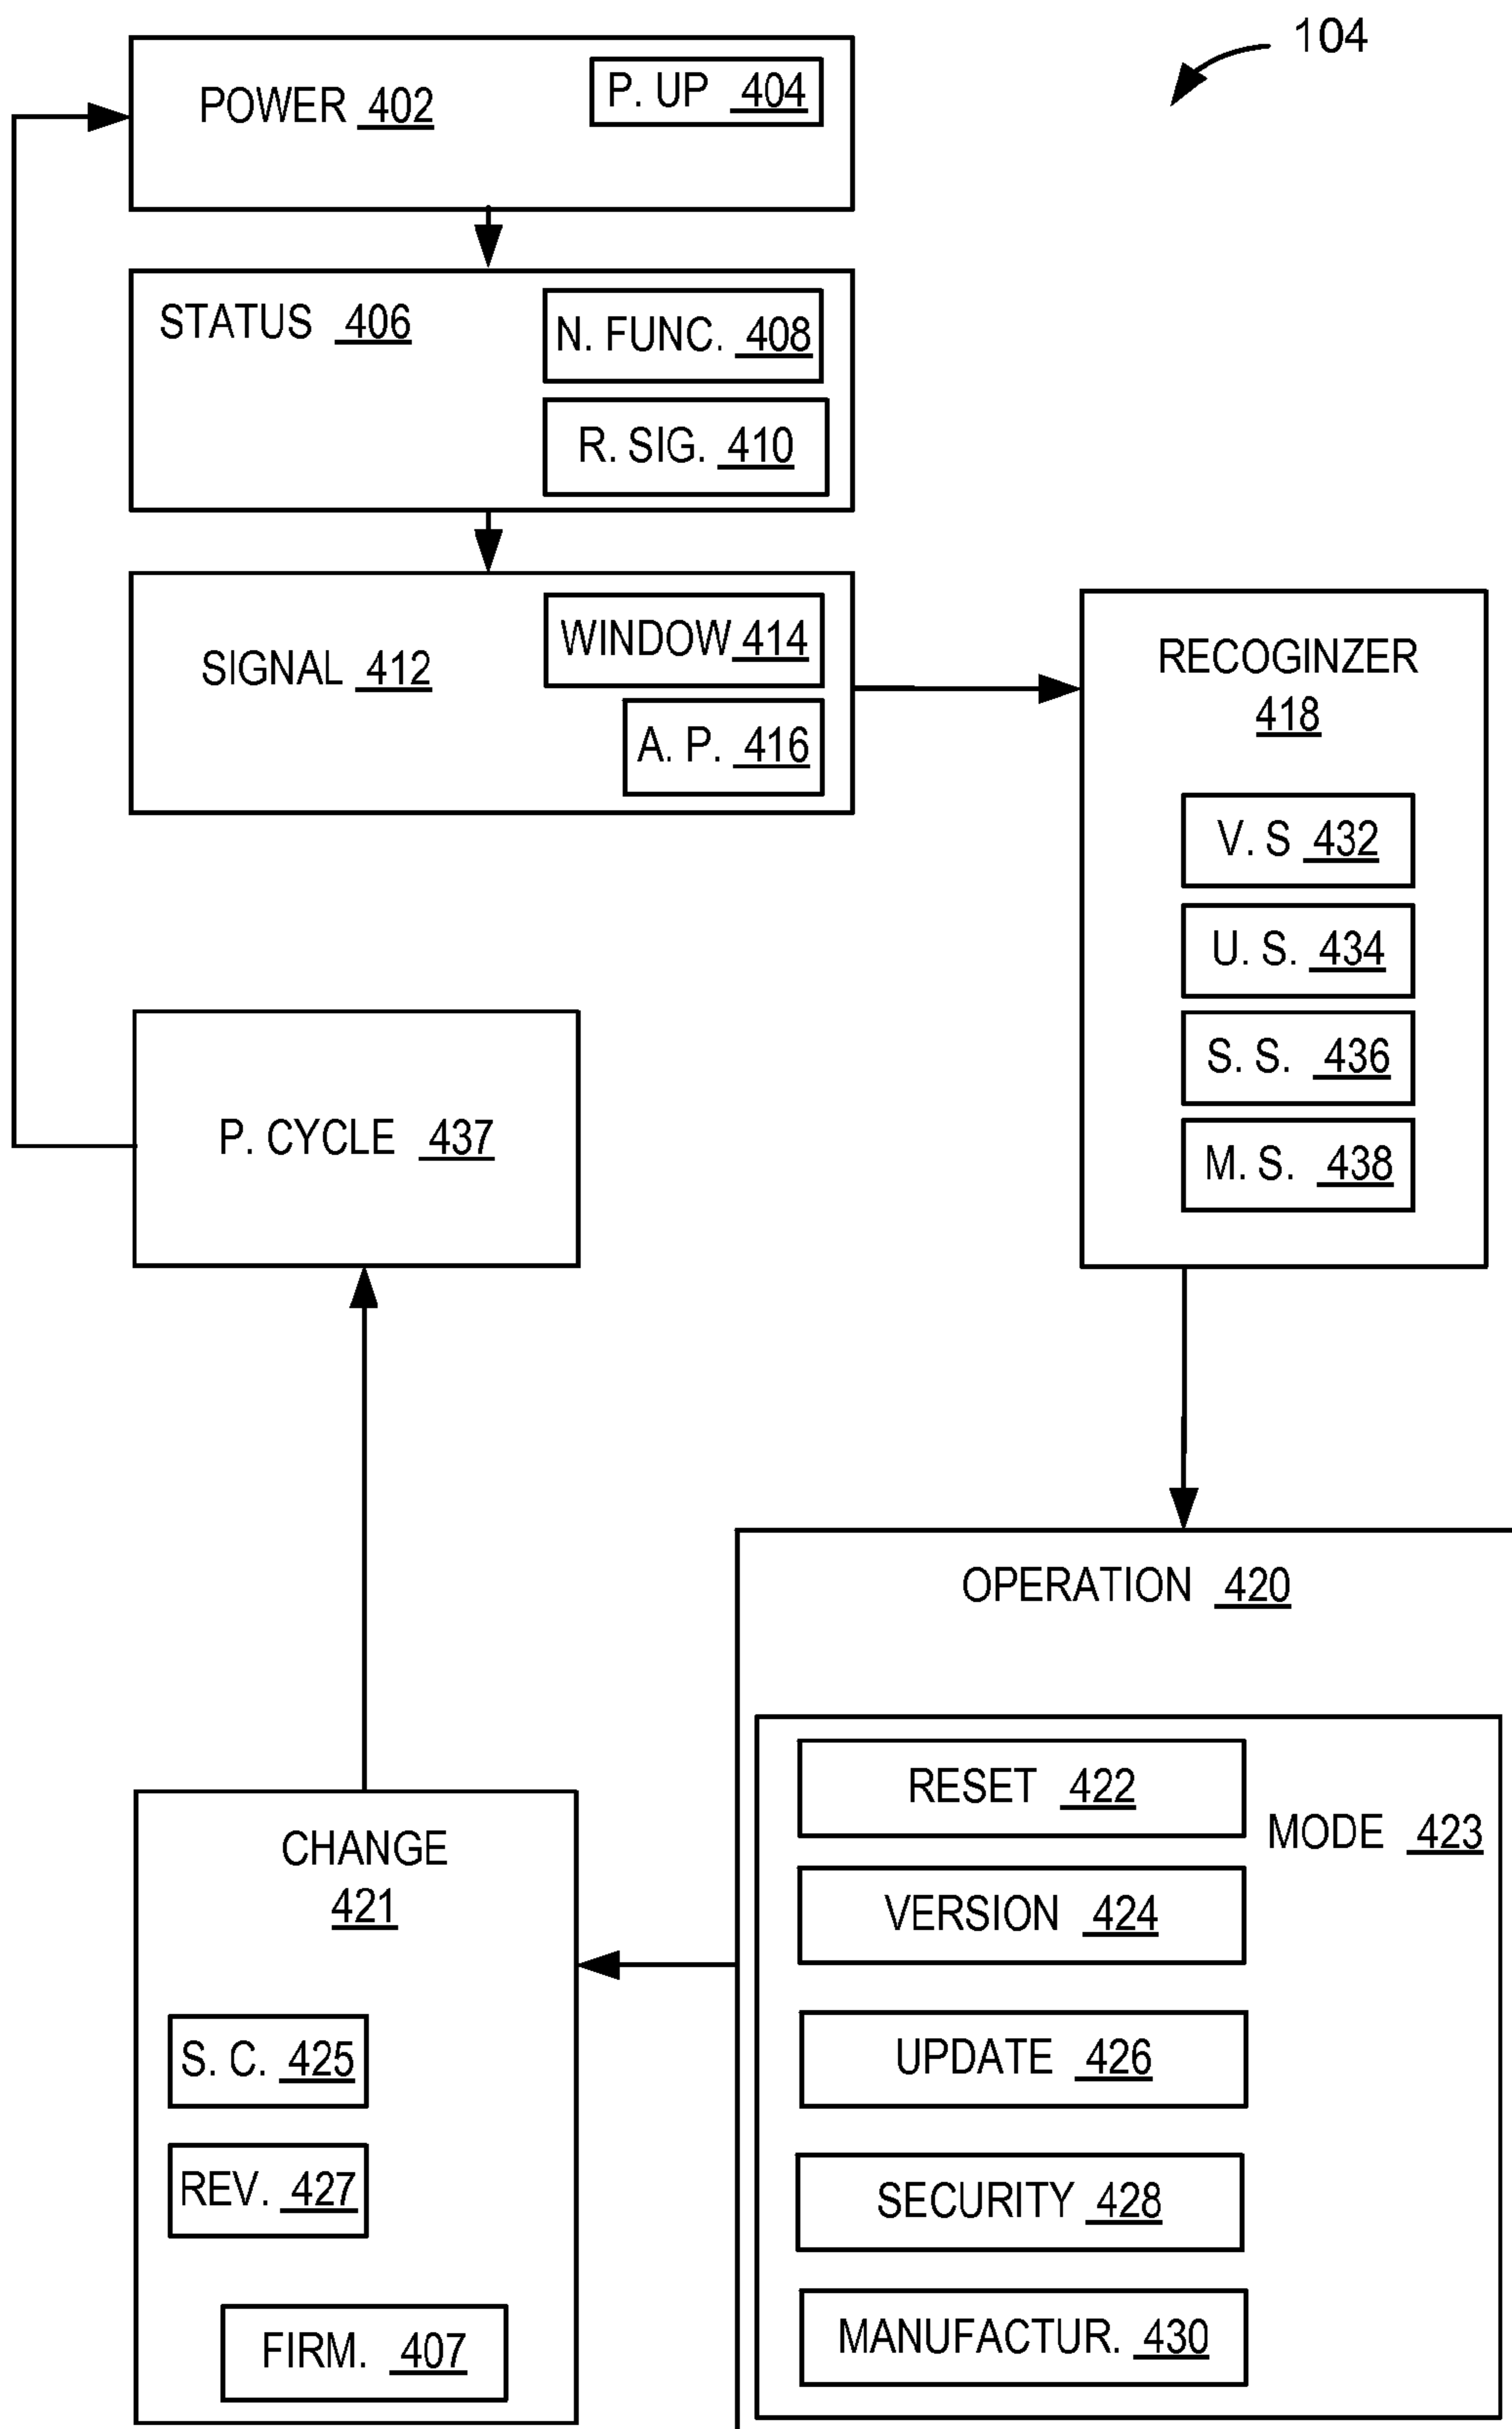 104
POWER 402
P. UP 404
STATUS 406
N. FUNC. 408
R. SIG. 410
SIGNAL 412
WINDOW 414
A. P. 416
RECOGINZER
418
V. S 432
U. S. 434
S. S. 436
M. S. 438
P. CYCLE 437
OPERATION 420
RESET 422
MODE 423
VERSION 424
UPDATE 426
SECURITY 428
MANUFACTUR. 430
CHANGE
421
S. C. 425
REV. 427
FIRM. 407